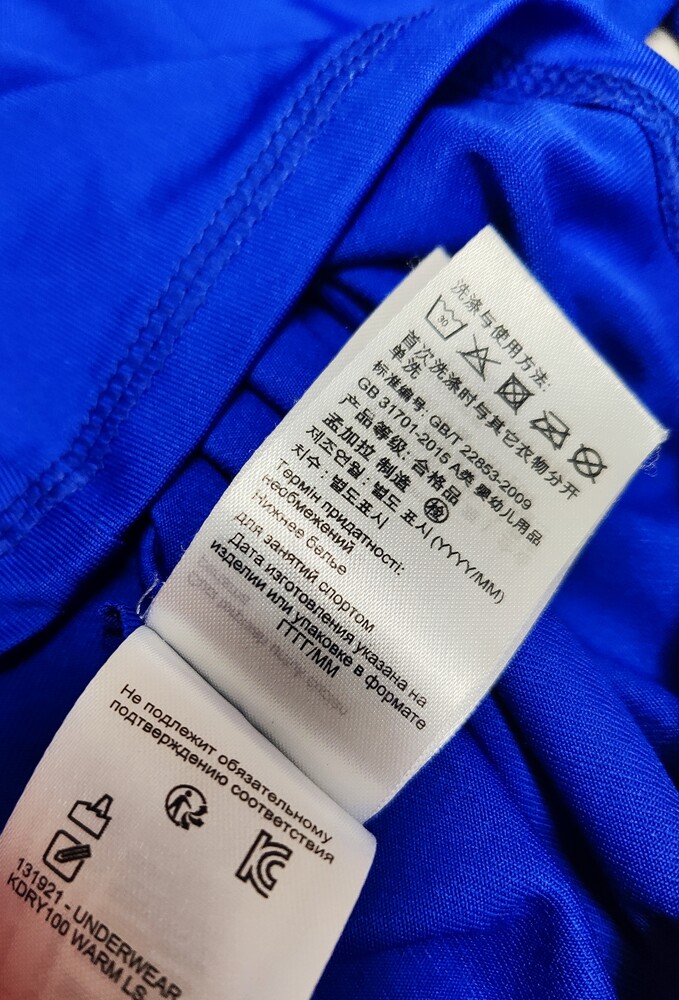 洗涤与使用方法:
30
首次洗涤时与其它衣物分开
单洗
标准编号: GB/T 22853-2009
GB 31701-2015 A类 婴幼儿用品
产品等级: 合格品
孟加拉 制造 检
제조연월 : 별도 표시 (YYYY/MM)
치수 : 별도표시
Термін придатності:
необмежений
Нижнее белье
для занятий спортом
Дата изготовления указана на
изделии или упаковке в формате
ГГГГ/ММ
Не подлежит обязательному
подтверждению соответствия
131921 - UNDERWEAR
KDRY100 WARM LS